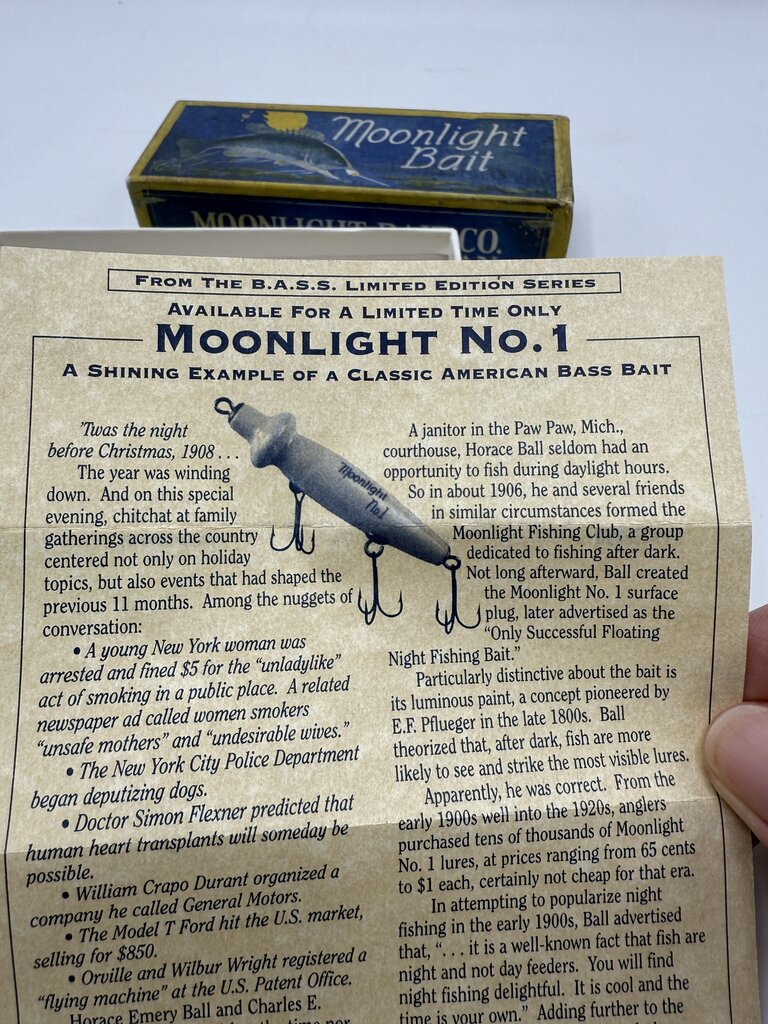 Moonlight
Bait
MOONLIGHT BAIT CO.
FROM THE B.A.S.S. LIMITED EDITION SERIES
AVAILABLE FOR A LIMITED TIME ONLY
MOONLIGHT NO.1
A SHINING EXAMPLE OF A CLASSIC AMERICAN BASS BAIT
'Twas the night
before Christmas, 1908 . . .
The year was winding
down. And on this special
evening, chitchat at family
gatherings across the country
centered not only on holiday
topics, but also events that had shaped the
previous 11 months. Among the nuggets of
conversation:
• A young New York woman was
arrested and fined $5 for the “unladylike”
act of smoking in a public place. A related
newspaper ad called women smokers
“unsafe mothers” and “undesirable wives.”
• The New York City Police Department
began deputizing dogs.
• Doctor Simon Flexner predicted that
human heart transplants will someday be
possible.
• William Crapo Durant organized a
company he called General Motors.
• The Model T Ford hit the U.S. market,
selling for $850.
• Orville and Wilbur Wright registered a
“flying machine” at the U.S. Patent Office.
Horace Emery Ball and Charles E.
Moonlight
No.1
A janitor in the Paw Paw, Mich.,
courthouse, Horace Ball seldom had an
opportunity to fish during daylight hours.
So in about 1906, he and several friends
in similar circumstances formed the
Moonlight Fishing Club, a group
dedicated to fishing after dark.
Not long afterward, Ball created
the Moonlight No. 1 surface
plug, later advertised as the
“Only Successful Floating
Night Fishing Bait.”
Particularly distinctive about the bait is
its luminous paint, a concept pioneered by
E.F. Pflueger in the late 1800s. Ball
theorized that, after dark, fish are more
likely to see and strike the most visible lures.
Apparently, he was correct. From the
early 1900s well into the 1920s, anglers
purchased tens of thousands of Moonlight
No. 1 lures, at prices ranging from 65 cents
to $1 each, certainly not cheap for that era.
In attempting to popularize night
fishing in the early 1900s, Ball advertised
that, “. . . it is a well-known fact that fish are
night and not day feeders. You will find
night fishing delightful. It is cool and the
time is your own.” Adding further to the